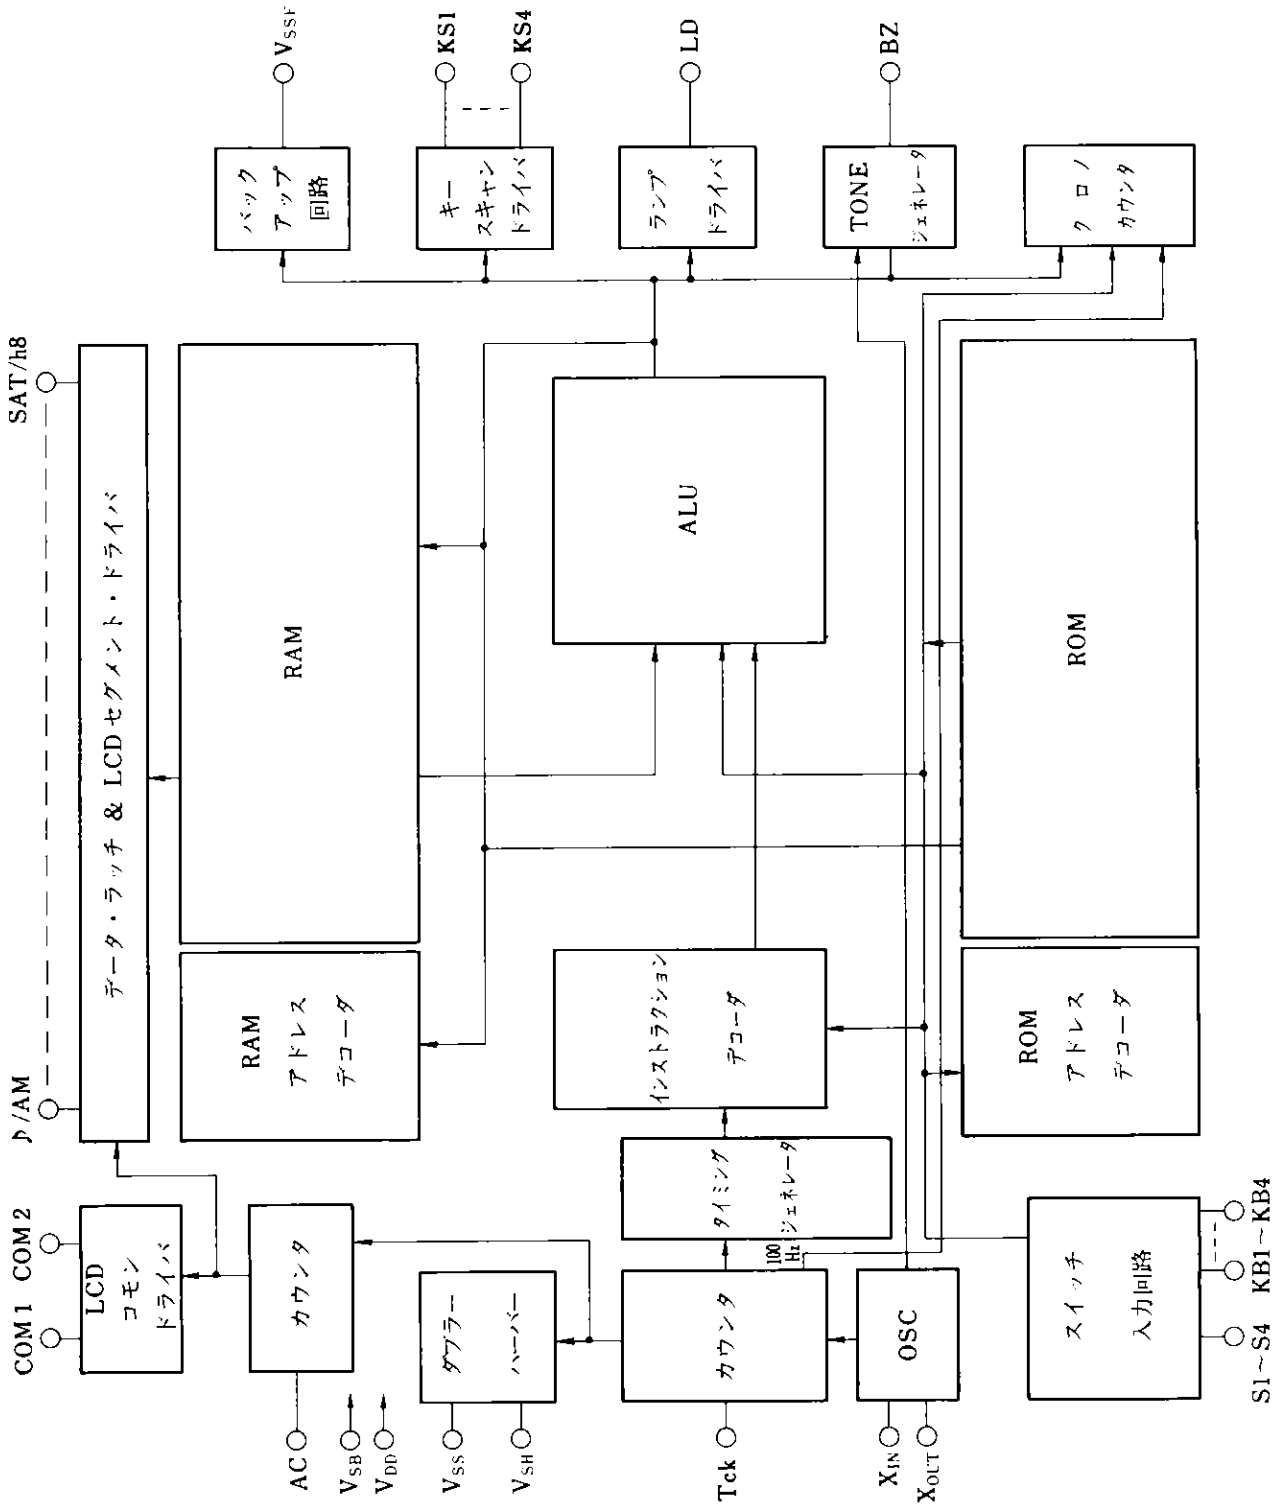 COM1 COM2
♪/AM
SAT/h8
LCD
コモン
ドライバ
データ・ラッチ & LCDセグメント・ドライバ
AC
V_SB
V_DD
カウンタ
RAM
アドレス
デコーダ
RAM
バック
アップ
回路
V_SSF
V_SS
V_SH
ダブラー
ハーバー
キー
スキャン
ドライバ
KS1
KS4
Tck
カウンタ
100
Hz
タイミング
ジェネレータ
インストラクション
デコーダ
ALU
ランプ
ドライバ
LD
X_IN
X_OUT
OSC
TONE
ジェネレータ
BZ
スイッチ
入力回路
S1～S4
KB1～KB4
ROM
アドレス
デコーダ
ROM
クロノ
カウンタ